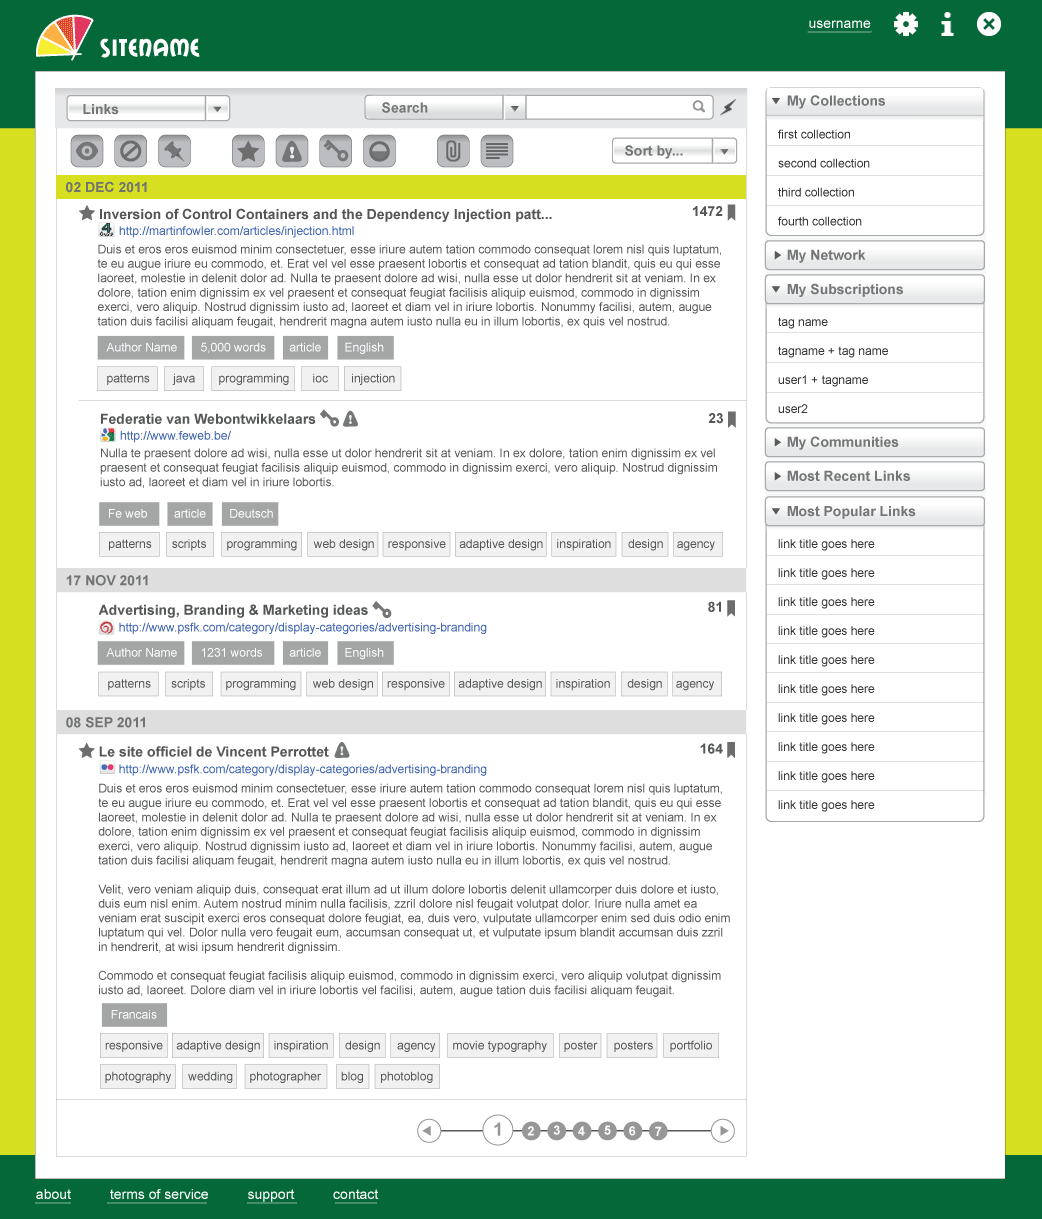 SITENAME
username
Links
Search
Sort by...
02 DEC 2011
Inversion of Control Containers and the Dependency Injection patt...
1472
http://martinfowler.com/articles/injection.html
Duis et eros eros euismod minim consectetuer, esse iriure autem tation commodo consequat lorem nisl quis luptatum,
te eu augue iriure eu commodo, et. Erat vel vel esse praesent lobortis et consequat ad tation blandit, quis eu qui esse
laoreet, molestie in delenit dolor ad. Nulla te praesent dolore ad wisi, nulla esse ut dolor hendrerit sit at veniam. In ex
dolore, tation enim dignissim ex vel praesent et consequat feugiat facilisis aliquip euismod, commodo in dignissim
exerci, vero aliquip. Nostrud dignissim iusto ad, laoreet et diam vel in iriure lobortis. Nonummy facilisi, autem, augue
tation duis facilisi aliquam feugait, hendrerit magna autem iusto nulla eu in illum lobortis, ex quis vel nostrud.
Author Name 5,000 words article English
patterns java programming ioc injection
Federatie van Webontwikkelaars
23
http://www.feweb.be/
Nulla te praesent dolore ad wisi, nulla esse ut dolor hendrerit sit at veniam. In ex dolore, tation enim dignissim ex vel
praesent et consequat feugiat facilisis aliquip euismod, commodo in dignissim exerci, vero aliquip. Nostrud dignissim
iusto ad, laoreet et diam vel in iriure lobortis.
Fe web article Deutsch
patterns scripts programming web design responsive adaptive design inspiration design agency
17 NOV 2011
Advertising, Branding & Marketing ideas
81
http://www.psfk.com/category/display-categories/advertising-branding
Author Name 1231 words article English
patterns scripts programming web design responsive adaptive design inspiration design agency
08 SEP 2011
Le site officiel de Vincent Perrottet
164
http://www.psfk.com/category/display-categories/advertising-branding
Duis et eros eros euismod minim consectetuer, esse iriure autem tation commodo consequat lorem nisl quis luptatum,
te eu augue iriure eu commodo, et. Erat vel vel esse praesent lobortis et consequat ad tation blandit, quis eu qui esse
laoreet, molestie in delenit dolor ad. Nulla te praesent dolore ad wisi, nulla esse ut dolor hendrerit sit at veniam. In ex
dolore, tation enim dignissim ex vel praesent et consequat feugiat facilisis aliquip euismod, commodo in dignissim
exerci, vero aliquip. Nostrud dignissim iusto ad, laoreet et diam vel in iriure lobortis. Nonummy facilisi, autem, augue
tation duis facilisi aliquam feugait, hendrerit magna autem iusto nulla eu in illum lobortis, ex quis vel nostrud.
Velit, vero veniam aliquip duis, consequat erat illum ad ut illum dolore lobortis delenit ullamcorper duis dolore et iusto,
duis eum nisl enim. Autem nostrud minim nulla facilisis, zzril dolore nisl feugait volutpat dolor. Iriure nulla amet ea
veniam erat suscipit exerci eros consequat dolore feugiat, ea, duis vero, vulputate ullamcorper enim sed duis odio enim
luptatum qui vel. Dolor nulla vero feugait eum, accumsan consequat ut, et vulputate ipsum blandit accumsan duis zzril
in hendrerit, at wisi ipsum hendrerit dignissim.
Commodo et consequat feugiat facilisis aliquip euismod, commodo in dignissim exerci, vero aliquip volutpat dignissim
iusto ad, laoreet. Dolore diam vel in iriure lobortis vel facilisi, autem, augue tation duis facilisi aliquam feugait.
Francais
responsive adaptive design inspiration design agency movie typography poster posters portfolio
photography wedding photographer blog photoblog
1 2 3 4 5 6 7
My Collections
first collection
second collection
third collection
fourth collection
My Network
My Subscriptions
tag name
tagname + tag name
user1 + tagname
user2
My Communities
Most Recent Links
Most Popular Links
link title goes here
link title goes here
link title goes here
link title goes here
link title goes here
link title goes here
link title goes here
link title goes here
link title goes here
link title goes here
about terms of service support contact